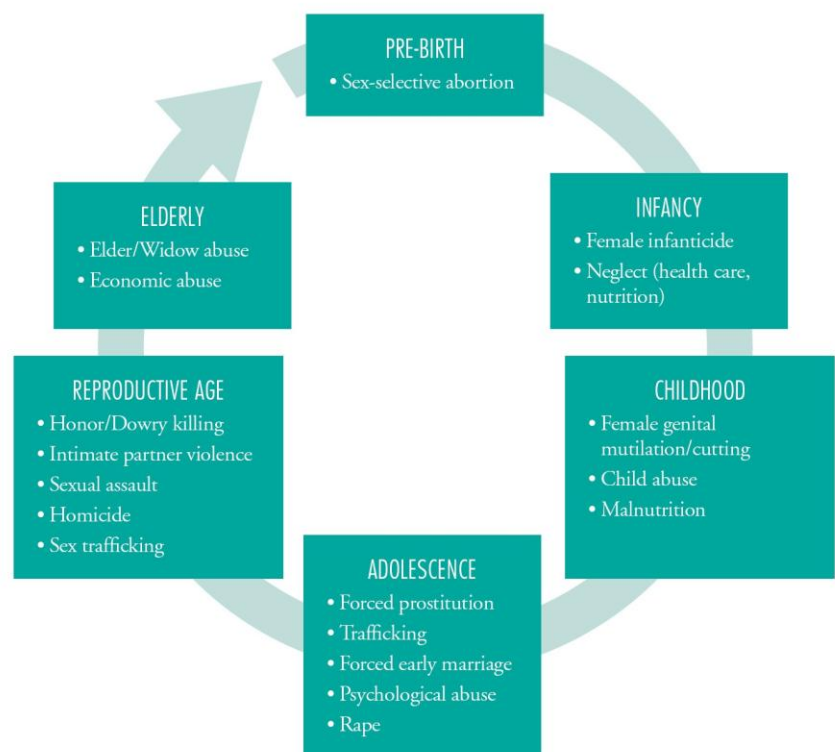 PRE-BIRTH
• Sex-selective abortion
INFANCY
• Female infanticide
• Neglect (health care,
nutrition)
CHILDHOOD
• Female genital
mutilation/cutting
• Child abuse
• Malnutrition
ADOLESCENCE
• Forced prostitution
• Trafficking
• Forced early marriage
• Psychological abuse
• Rape
REPRODUCTIVE AGE
• Honor/Dowry killing
• Intimate partner violence
• Sexual assault
• Homicide
• Sex trafficking
ELDERLY
• Elder/Widow abuse
• Economic abuse